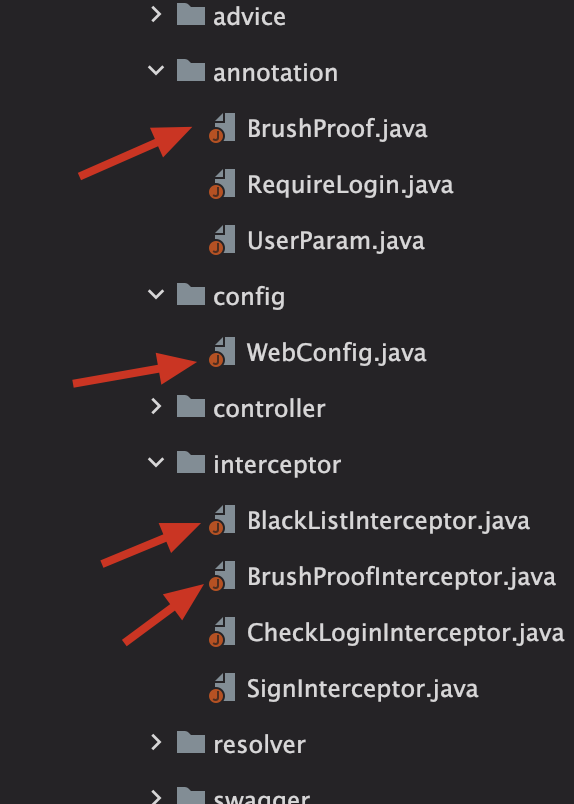 advice
annotation
BrushProof.java
RequireLogin.java
UserParam.java
config
WebConfig.java
controller
interceptor
BlackListInterceptor.java
BrushProofInterceptor.java
CheckLoginInterceptor.java
SignInterceptor.java
resolver
swagger